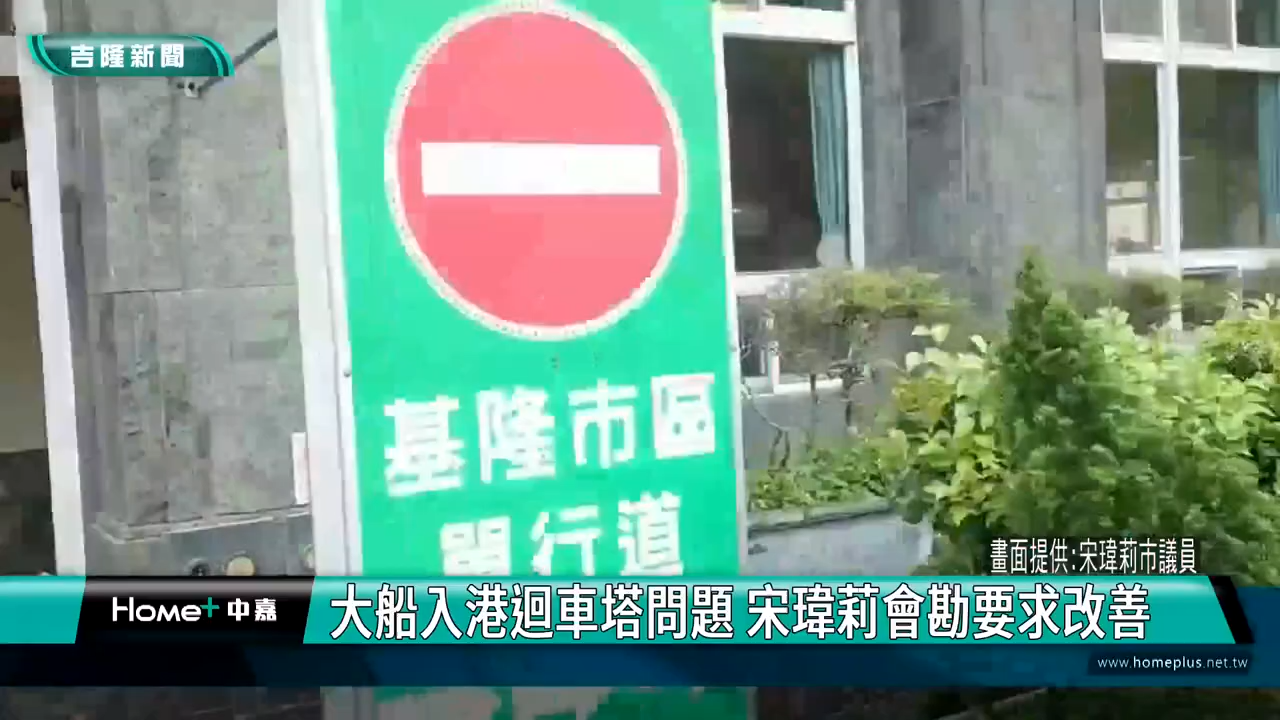 吉隆新聞
基隆市區
單行道
畫面提供:宋瑋莉市議員
Home+中嘉
大船入港迴車塔問題 宋瑋莉會勘要求改善
www.homeplus.net.tw